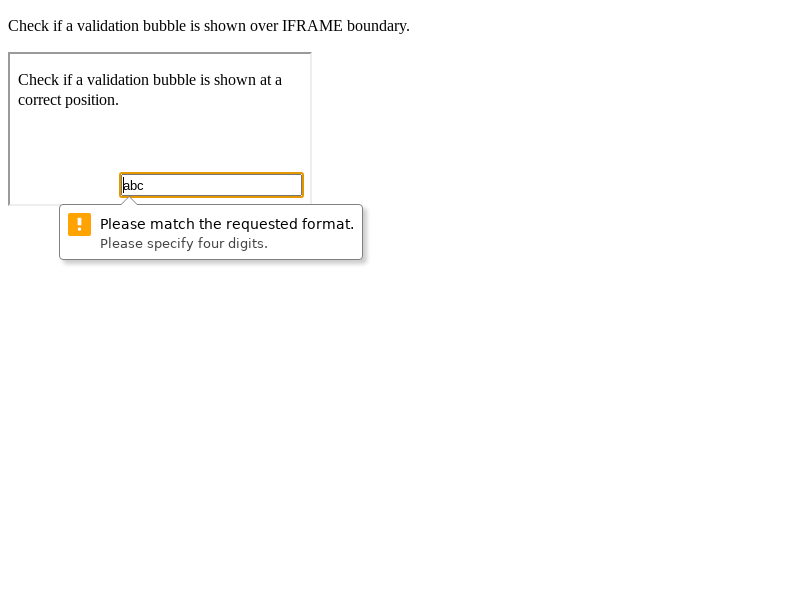 Check if a validation bubble is shown over IFRAME boundary.
Check if a validation bubble is shown at a
correct position.
abc
Please match the requested format.
Please specify four digits.